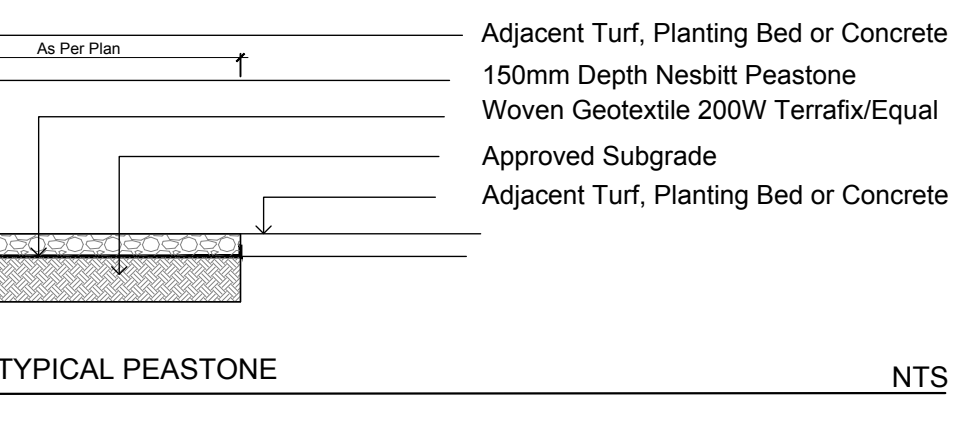 Adjacent Turf, Planting Bed or Concrete
As Per Plan
150mm Depth Nesbitt Peastone
Woven Geotextile 200W Terrafix/Equal
Approved Subgrade
Adjacent Turf, Planting Bed or Concrete
TYPICAL PEASTONE
NTS